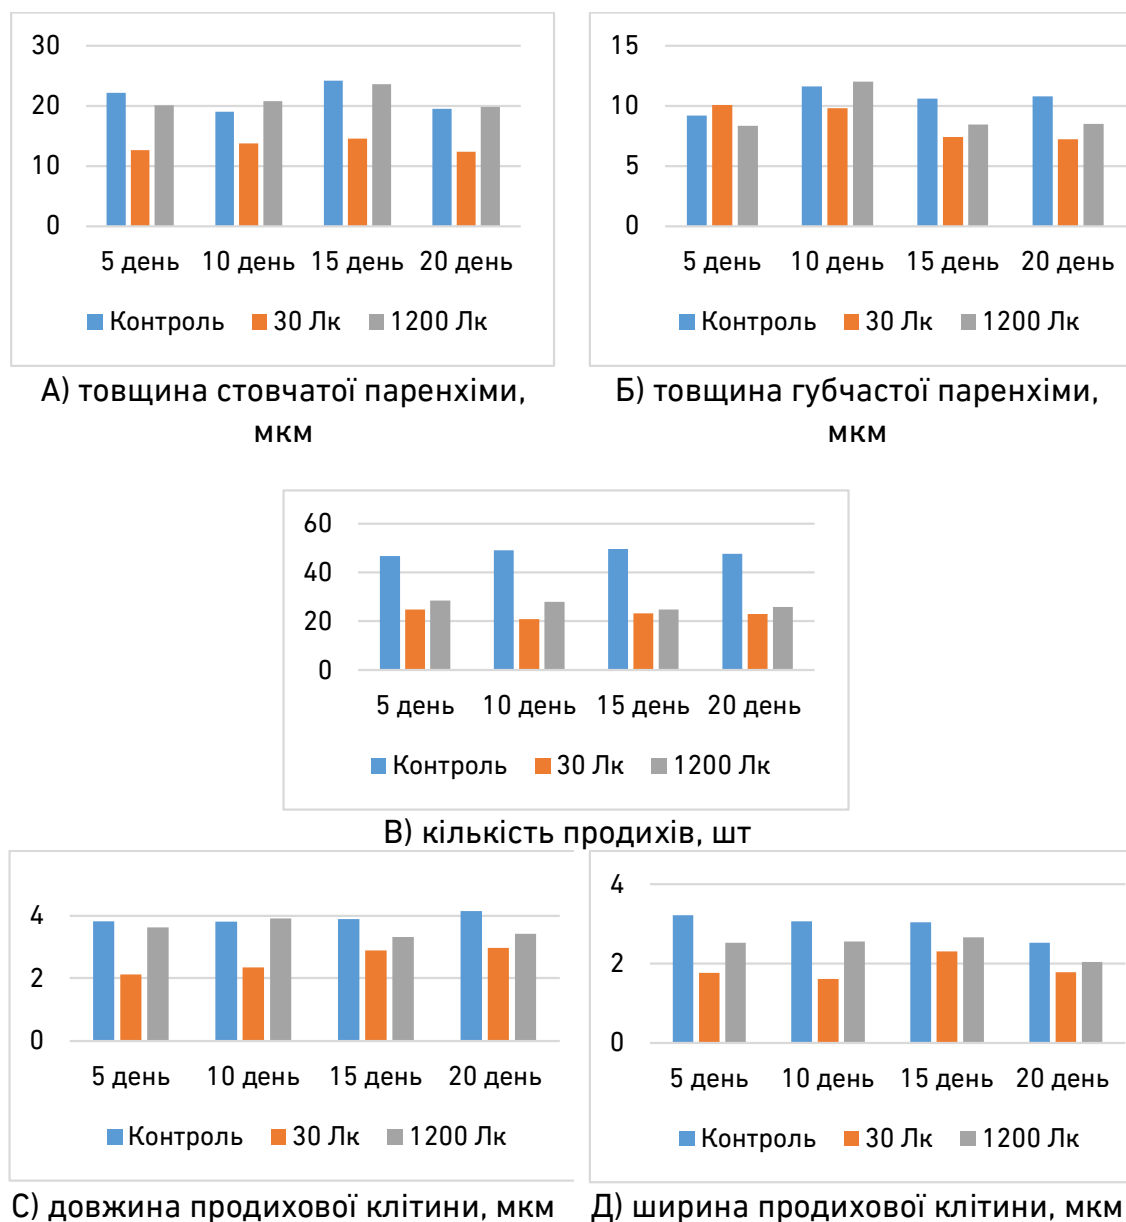 30
20
10
0
5 день 10 день 15 день 20 день
Контроль 30 Лк 1200 Лк
А) товщина стовчатої паренхіми,
мкм
15
10
5
0
5 день 10 день 15 день 20 день
Контроль 30 Лк 1200 Лк
Б) товщина губчастої паренхіми,
мкм
60
40
20
0
5 день 10 день 15 день 20 день
Контроль 30 Лк 1200 Лк
В) кількість продихів, шт
4
2
0
5 день 10 день 15 день 20 день
Контроль 30 Лк 1200 Лк
С) довжина продихової клітини, мкм
4
2
0
5 день 10 день 15 день 20 день
Контроль 30 Лк 1200 Лк
Д) ширина продихової клітини, мкм